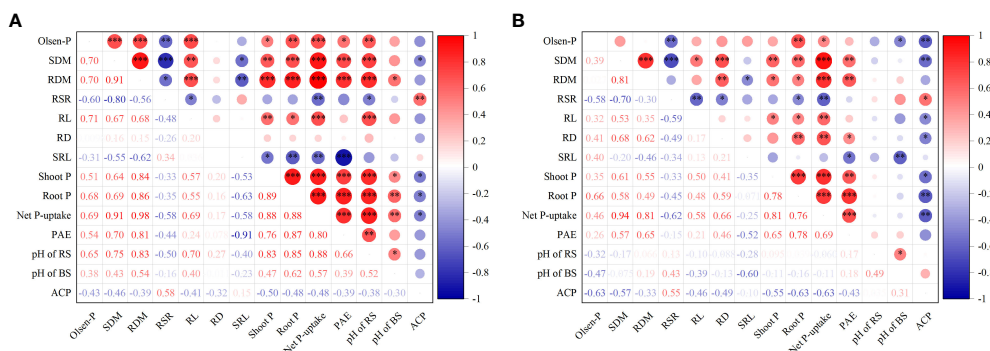 A
Olsen-P *** *** ** *** * ** *** * ***
SDM 0.70 *** *** ** * ** ** *** *** *** *
RDM 0.70 0.91 * *** ** *** *** *** *** *** *
RSR -0.60 -0.80 -0.56 * ** * **
RL 0.71 0.67 0.68 -0.48 ** * *** ***
RD 0.16 0.15 -0.26 0.20
SRL -0.31 -0.55 -0.62 0.34 * ** ** ***
Shoot P 0.51 0.64 0.84 -0.33 0.57 0.20 -0.53 *** *** *** *** *
Root P 0.68 0.69 0.86 -0.35 0.55 0.16 -0.63 0.89 *** *** *** ** *
Net P-uptake 0.69 0.91 0.98 -0.58 0.69 0.17 -0.58 0.88 0.88 *** *** ** *
PAE 0.54 0.70 0.81 -0.44 0.24 -0.91 0.76 0.87 0.80 **
pH of RS 0.65 0.75 0.83 -0.50 0.70 0.27 -0.40 0.83 0.85 0.88 0.66 *
pH of BS 0.38 0.43 0.54 -0.16 0.40 -0.23 0.47 0.62 0.57 0.39 0.52
ACP -0.43 -0.46 -0.39 0.58 -0.41 -0.32 0.15 -0.50 -0.48 -0.48 -0.39 -0.38 -0.30
Olsen-P SDM RDM RSR RL RD SRL Shoot P Root P Net P-uptake PAE pH of RS pH of BS ACP
1
0.8
0.6
0.4
0.2
0
-0.2
-0.4
-0.6
-0.8
-1
B
Olsen-P ** ** * * **
SDM 0.39 *** *** * *** ** ** *** ** **
RDM 0.81 ** * * ** *** **
RSR -0.58 -0.70 -0.30 ** * * ** *
RL 0.32 0.53 0.35 -0.59 * * ** *
RD 0.41 0.68 0.62 0.17 ** ** * *
SRL 0.40 -0.20 -0.46 -0.34 0.13 0.21 * **
Shoot P 0.35 0.61 0.55 -0.34 0.50 0.41 -0.35 *** *** *** *
Root P 0.66 0.58 0.49 -0.45 0.48 0.60 0.78 *** *** **
Net P-uptake 0.46 0.94 0.81 -0.62 0.58 0.66 0.81 0.76 *** **
PAE 0.26 0.57 0.65 0.21 0.46 -0.52 0.67 0.78 0.69
pH of RS -0.32 -0.17 0.13 0.17 *
pH of BS -0.47 0.19 0.43 -0.39 -0.60 -0.11 -0.16 -0.11 0.49
ACP -0.63 -0.57 -0.33 0.55 -0.46 -0.49 -0.55 -0.63 -0.63 -0.43 0.31
Olsen-P SDM RDM RSR RL RD SRL Shoot P Root P Net P-uptake PAE pH of RS pH of BS ACP
1
0.8
0.6
0.4
0.2
0
-0.2
-0.4
-0.6
-0.8
-1